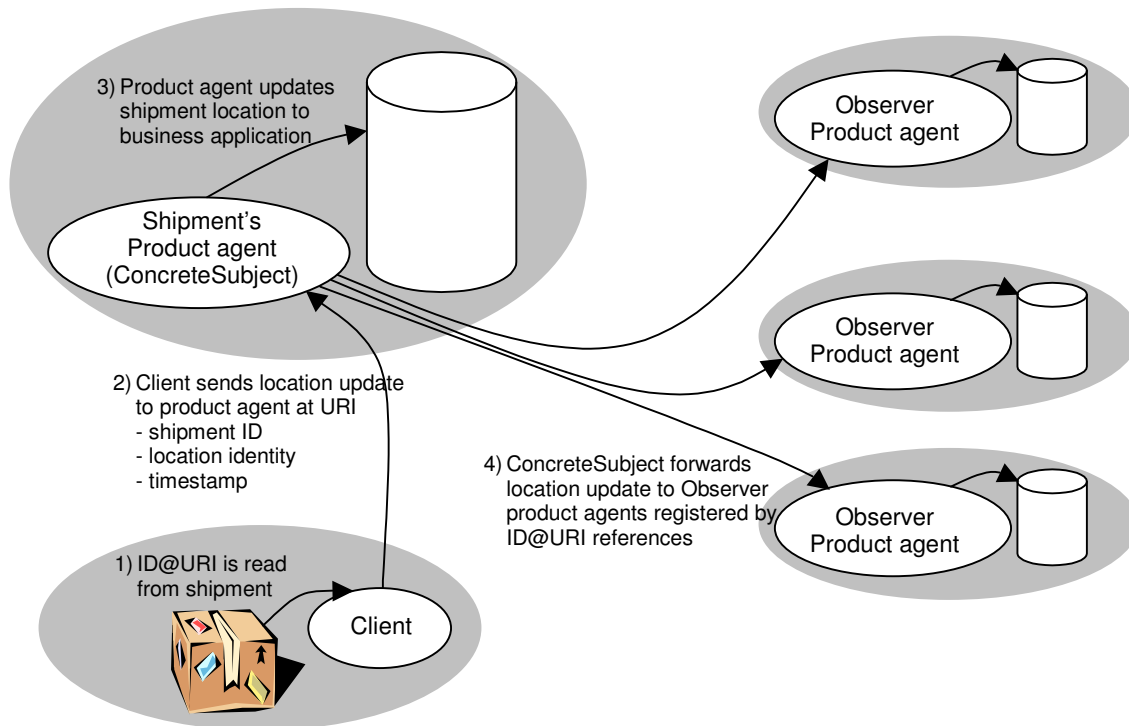 3) Product agent updates
shipment location to
business application
Shipment's
Product agent
(ConcreteSubject)
Observer
Product agent
Observer
Product agent
2) Client sends location update
to product agent at URI
- shipment ID
- location identity
- timestamp
4) ConcreteSubject forwards
location update to Observer
product agents registered by
ID@URI references
Observer
Product agent
1) ID@URI is read
from shipment
Client